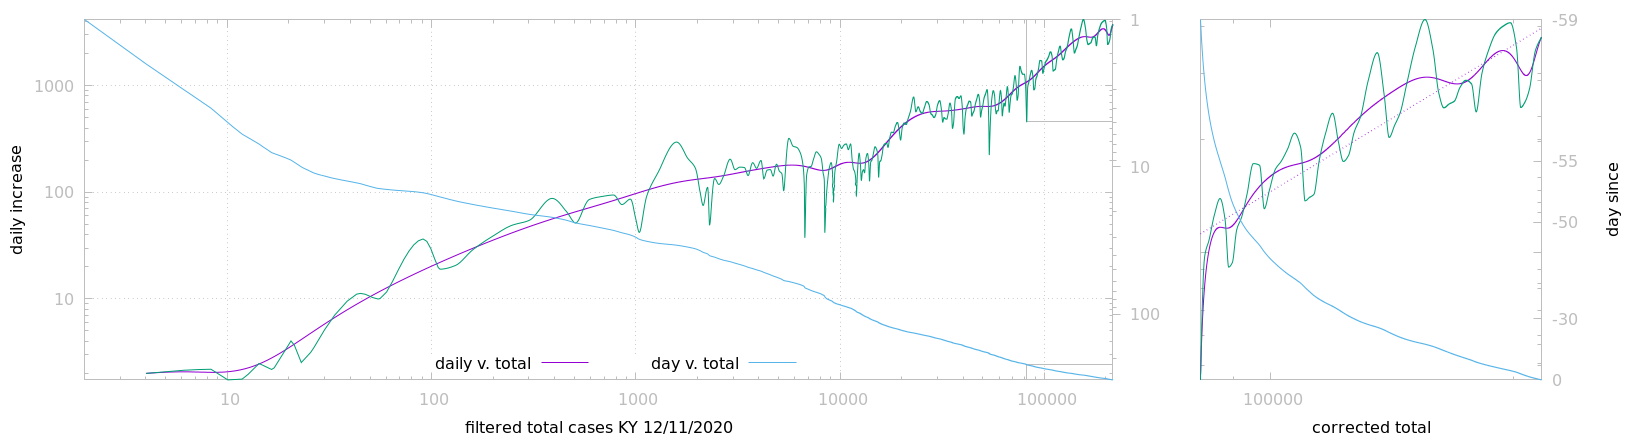 daily increase
1000
100
10
10
100
1000
10000
100000
filtered total cases KY 12/11/2020
daily v. total
day v. total
1
10
100
100000
corrected total
-59
-55
-50
-30
0
day since